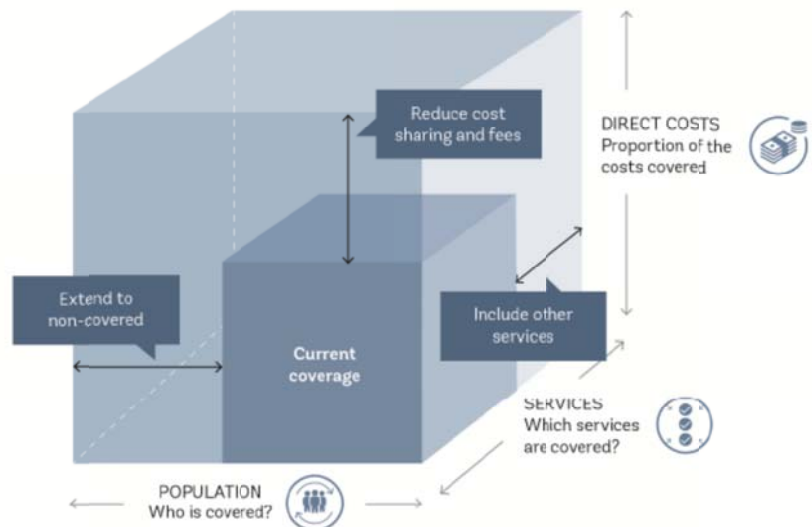 Reduce cost
sharing and fees
DIRECT COSTS
Proportion of the
costs covered
Extend to
non-covered
Current
coverage
Include other
services
SERVICES
Which services
are covered?
POPULATION
Who is covered?